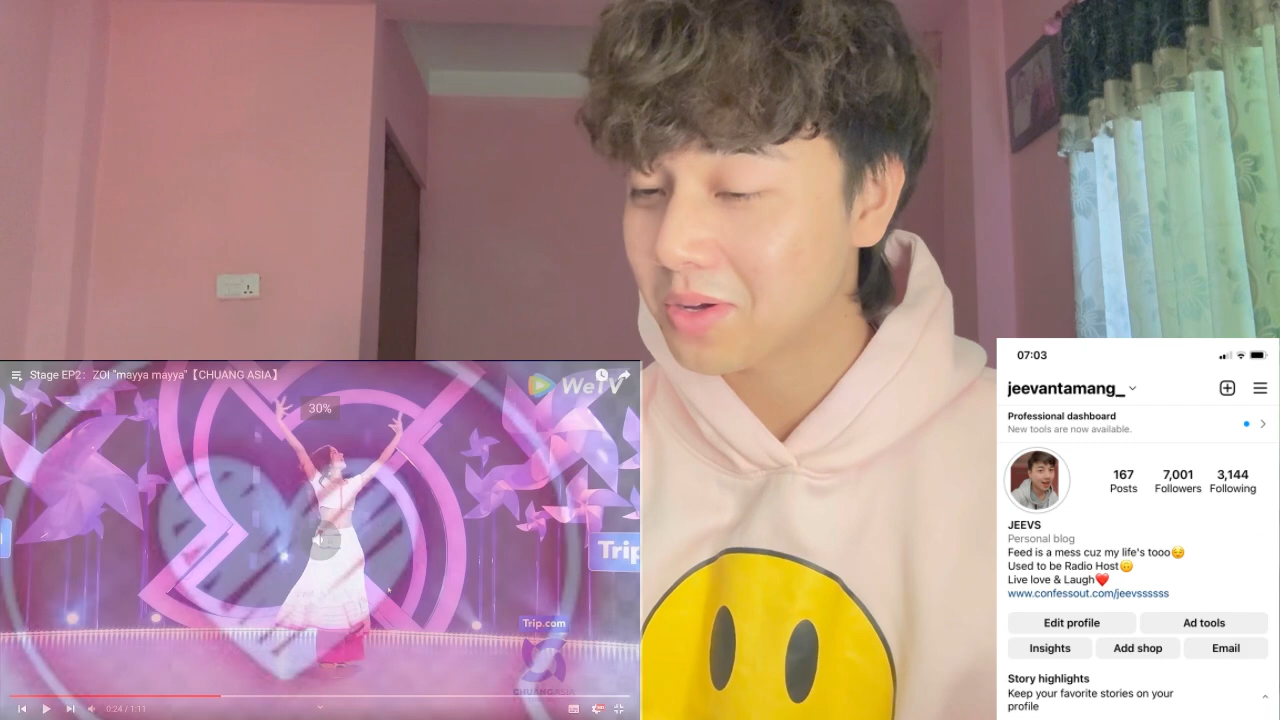 Stage EP2: ZOI "mayya mayya"【CHUANG ASIA】
WeTV
30%
Trip
Trip.com
CHUANG ASIA
0:24 / 1:11
07:03
jeevantamang_
Professional dashboard
New tools are now available.
167
7,001
3,144
Posts
Followers
Following
JEEVS
Personal blog
Feed is a mess cuz my life's tooo😔
Used to be Radio Host🙃
Live love & Laugh❤️
www.confessout.com/jeevssssss
Edit profile
Ad tools
Insights
Add shop
Email
Story highlights
Keep your favorite stories on your
profile